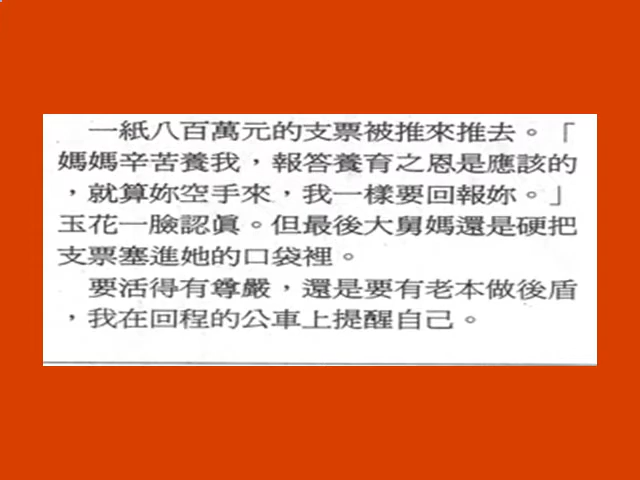 一紙八百萬元的支票被推來推去。「
媽媽辛苦養我，報答養育之恩是應該的
，就算妳空手來，我一樣要回報妳。」
玉花一臉認眞。但最後大舅媽還是硬把
支票塞進她的口袋裡。
要活得有尊嚴，還是要有老本做後盾
，我在回程的公車上提醒自己。